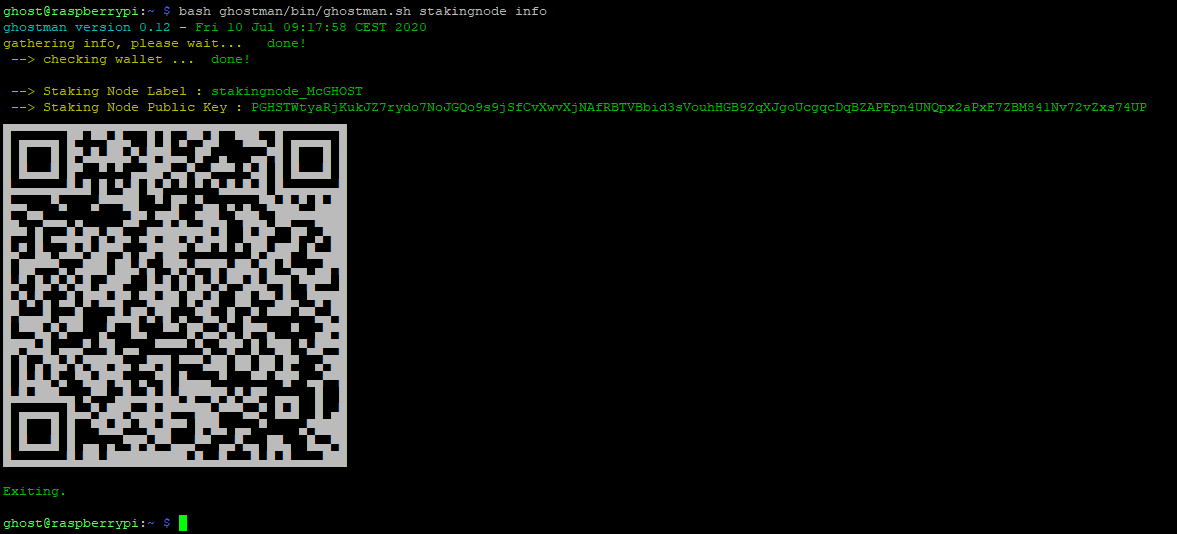 ghost@raspberrypi:~ $ bash ghostman/bin/ghostman.sh stakingnode info
ghostman version 0.12 - Fri 10 Jul 09:17:58 CEST 2020
gathering info, please wait... done!
--> checking wallet ... done!
--> Staking Node Label : stakingnode_McGHOST
--> Staking Node Public Key : PGHSTWtyaRjKukJZ7rydo7NoJGQo9s9jSfCvXwvXjNAfRBTVBbid3sVouhHGB9ZqXJgoUcgqcDqBZAPEpn4UNQpx2aPxE7ZBM841Nv72vZxs74UP
Exiting.
ghost@raspberrypi:~ $